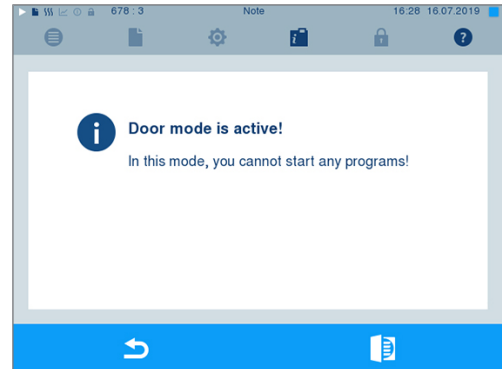 678 : 3 Note 16:28 16.07.2019
Door mode is active!
In this mode, you cannot start any programs!